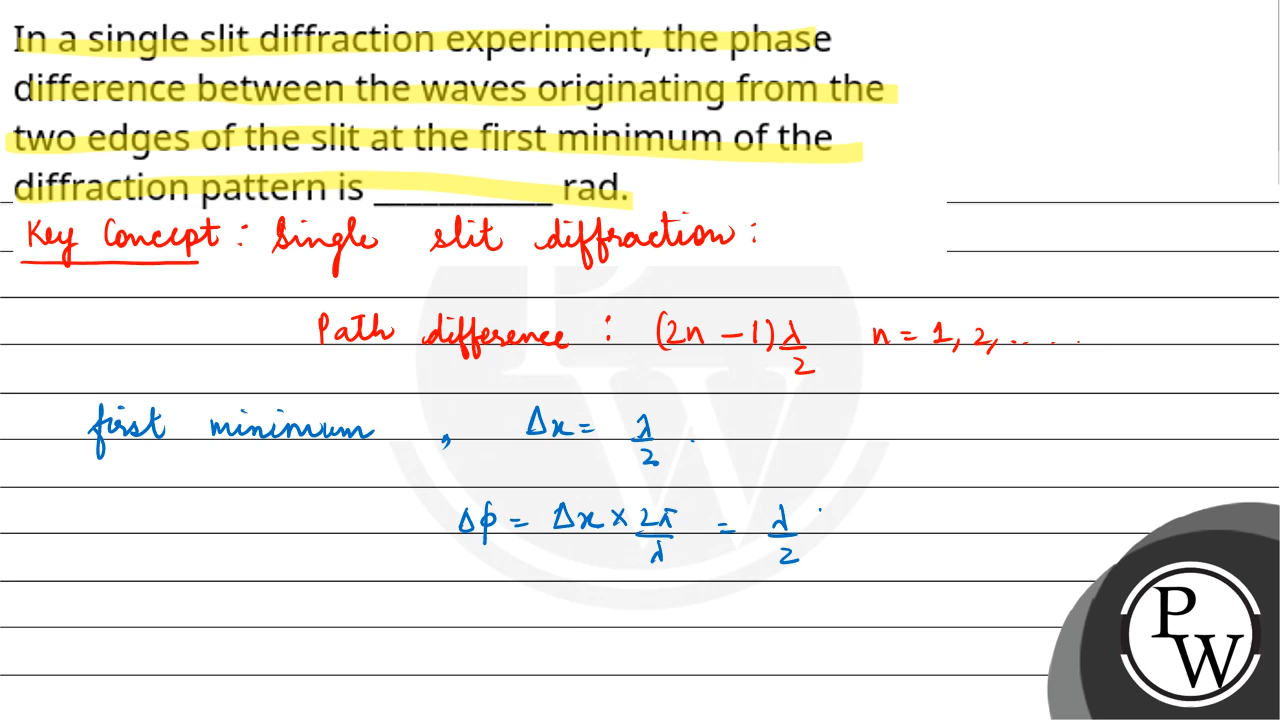 In a single slit diffraction experiment, the phase
difference between the waves originating from the
two edges of the slit at the first minimum of the
diffraction pattern is ___________ rad.
Key Concept : Single slit diffraction :
Path difference : (2n - 1) λ/2 n = 1, 2, .....
first minimum , Δx = λ/2 .
Δφ = Δx × 2π/λ = λ/2
P
W